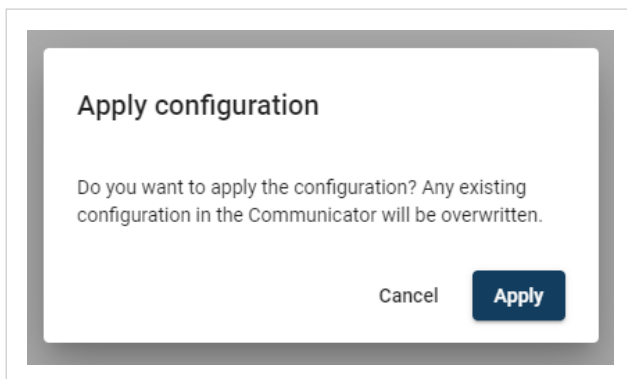 Apply configuration
Do you want to apply the configuration? Any existing
configuration in the Communicator will be overwritten.
Cancel Apply